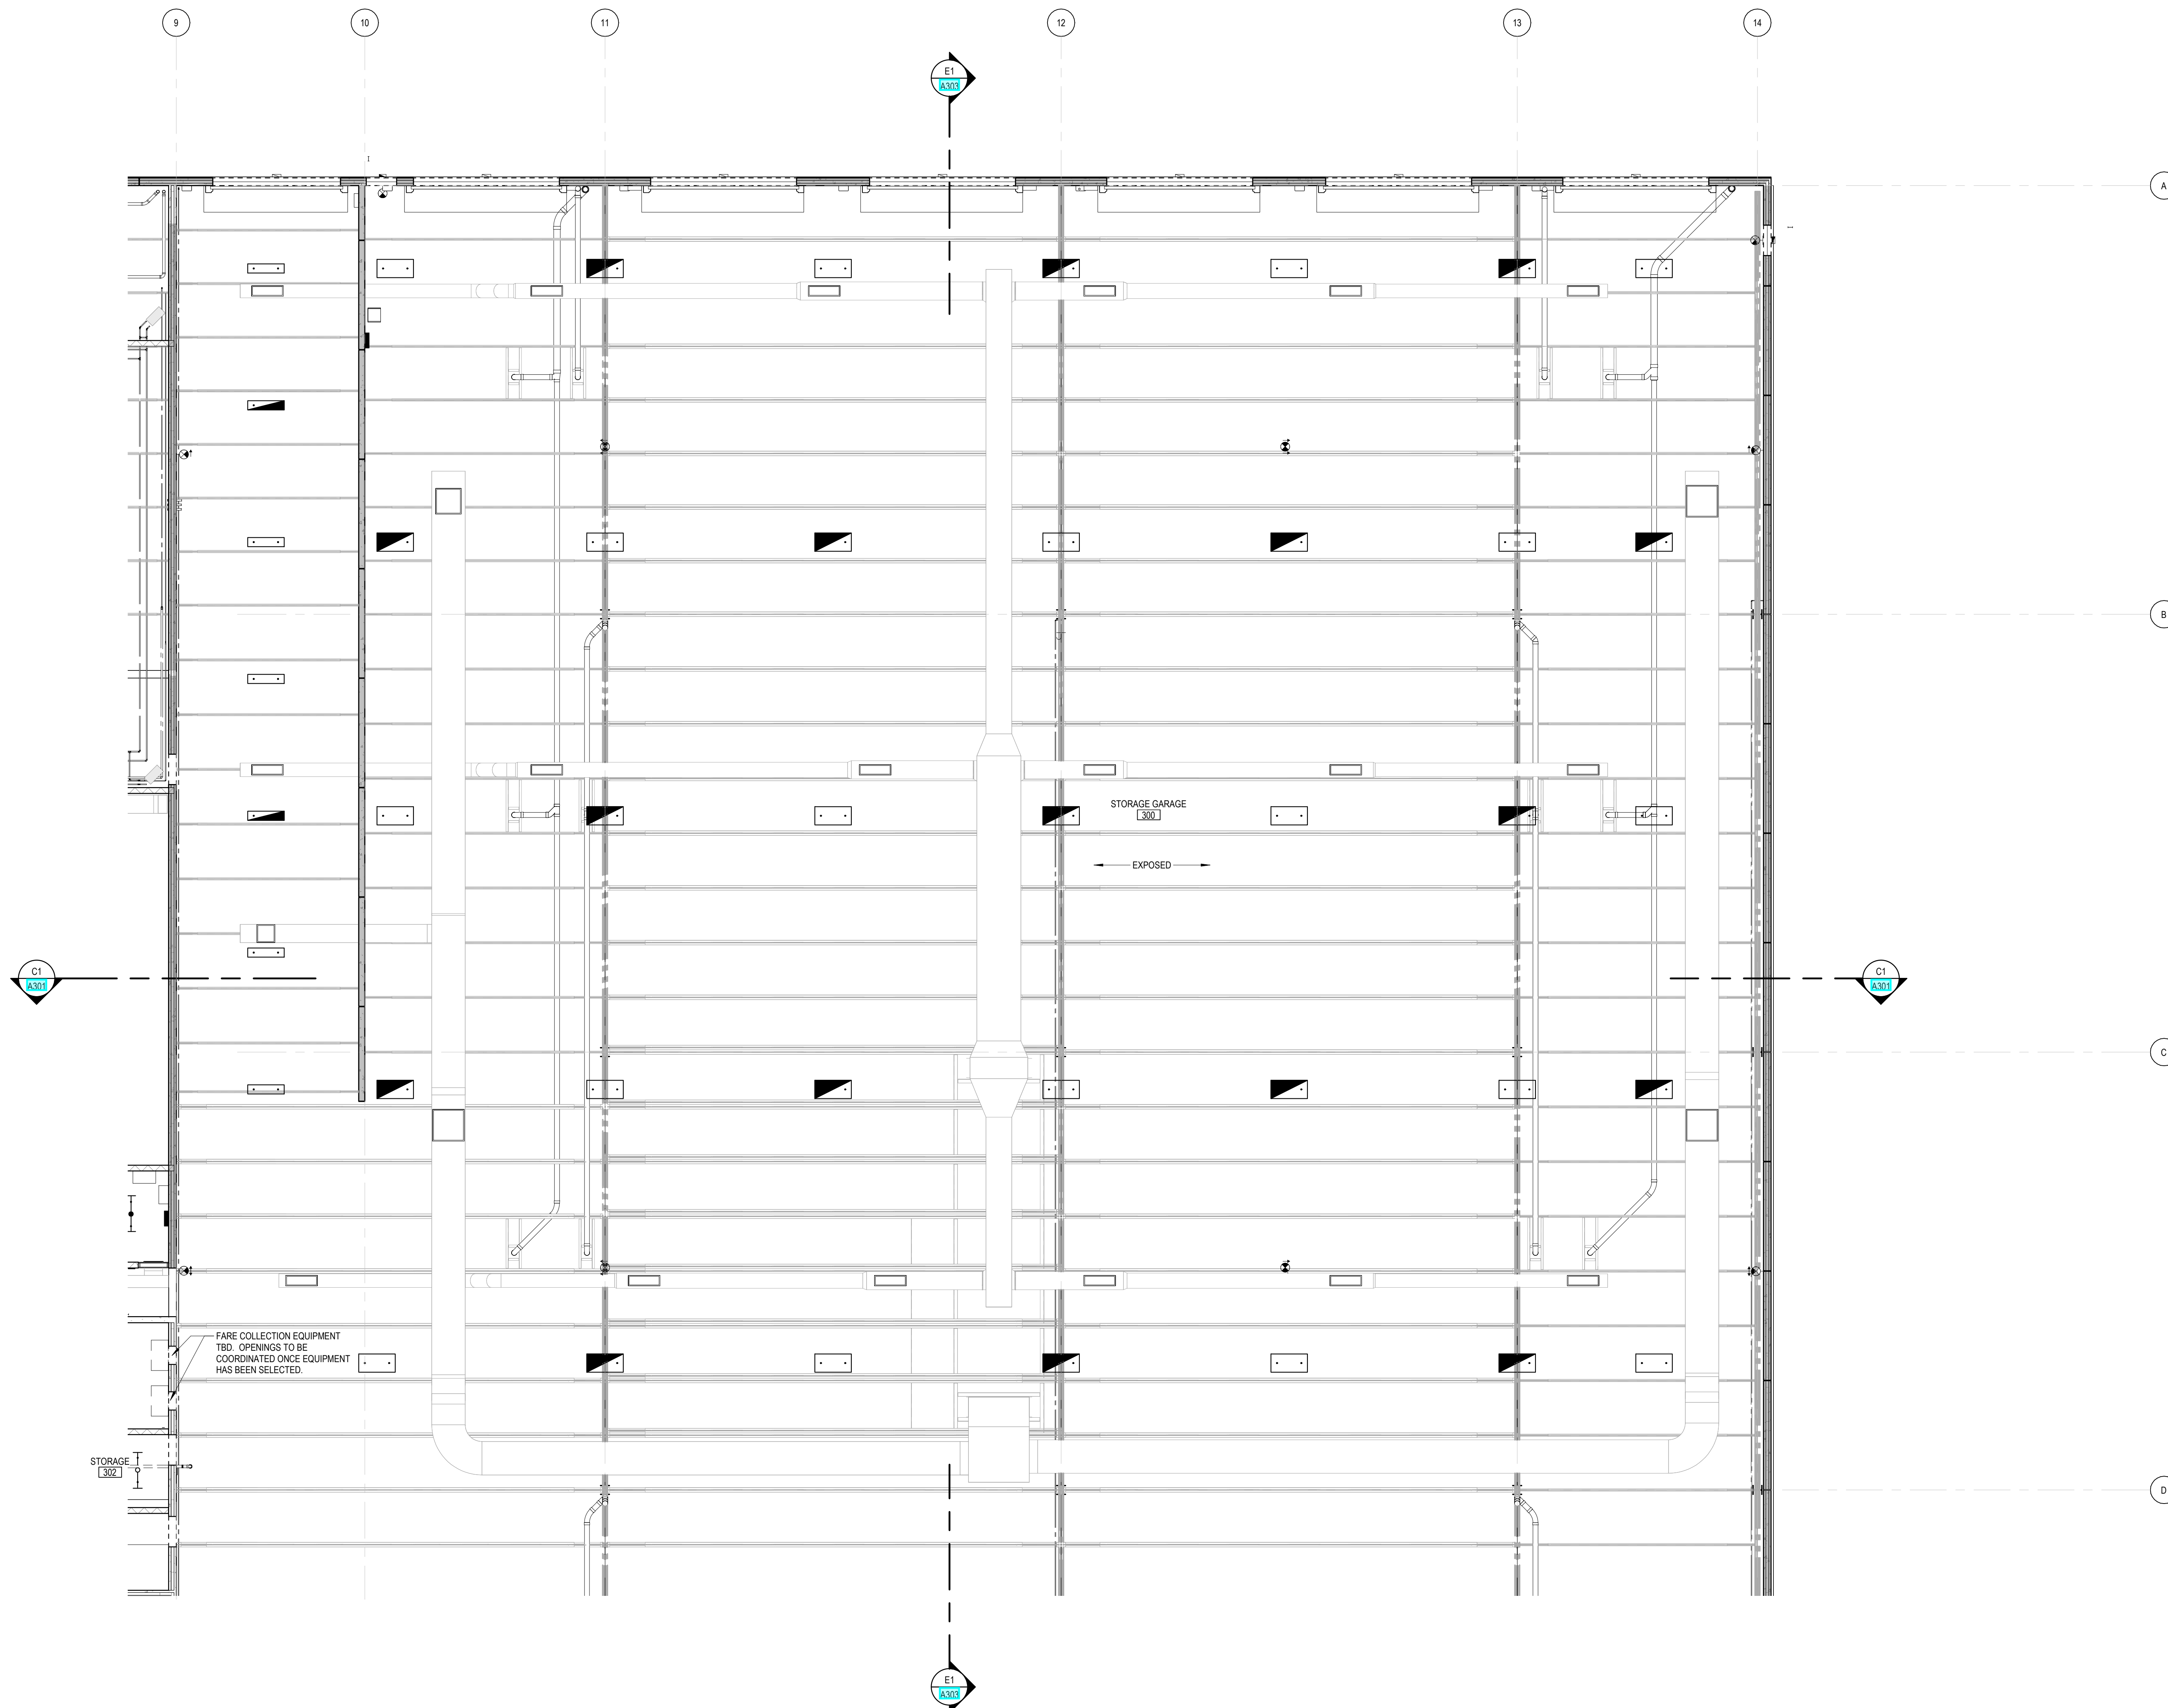 9
10
11
12
13
14
E1
A303
A
B
STORAGE GARAGE
300
EXPOSED
C1
A301
C1
A301
C
FARE COLLECTION EQUIPMENT
TBD. OPENINGS TO BE
COORDINATED ONCE EQUIPMENT
HAS BEEN SELECTED.
STORAGE
302
D
E1
A303